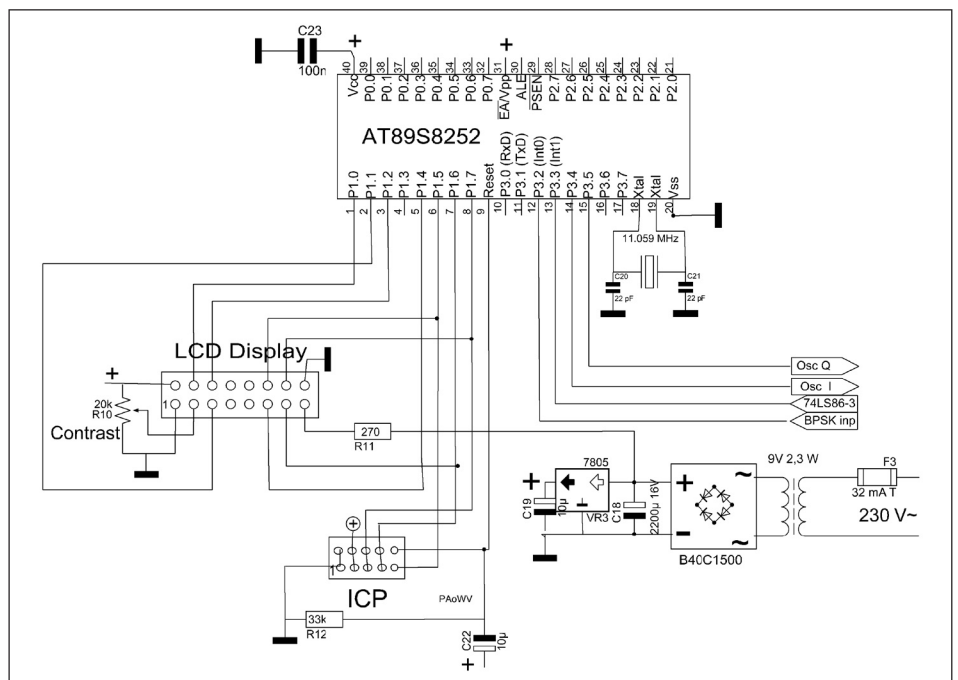 C23
100n
+
+
40 39 38 37 36 35 34 33 32 31 30 29 28 27 26 25 24 23 22 21
Vcc P0.0 P0.1 P0.2 P0.3 P0.4 P0.5 P0.6 P0.7 EA/Vpp ALE PSEN P2.7 P2.6 P2.5 P2.4 P2.3 P2.2 P2.1 P2.0
AT89S8252
P1.0 P1.1 P1.2 P1.3 P1.4 P1.5 P1.6 P1.7 Reset P3.0 (RxD) P3.1 (TxD) P3.2 (Int0) P3.3 (Int1) P3.4 P3.5 P3.6 P3.7 Xtal Xtal Vss
1 2 3 4 5 6 7 8 9 10 11 12 13 14 15 16 17 18 19 20
11.059 MHz
C20
22 pF
C21
22 pF
LCD Display
+
1
20k
R10
Contrast
270
R11
Osc Q
Osc I
74LS86-3
BPSK inp
7805
VR3
+
C19
10µ
C18
2200µ 16V
+
-
~
~
B40C1500
9V 2,3 W
F3
32 mA T
230 V~
+
1
ICP
33k
R12
PAoWV
C22
10µ
+